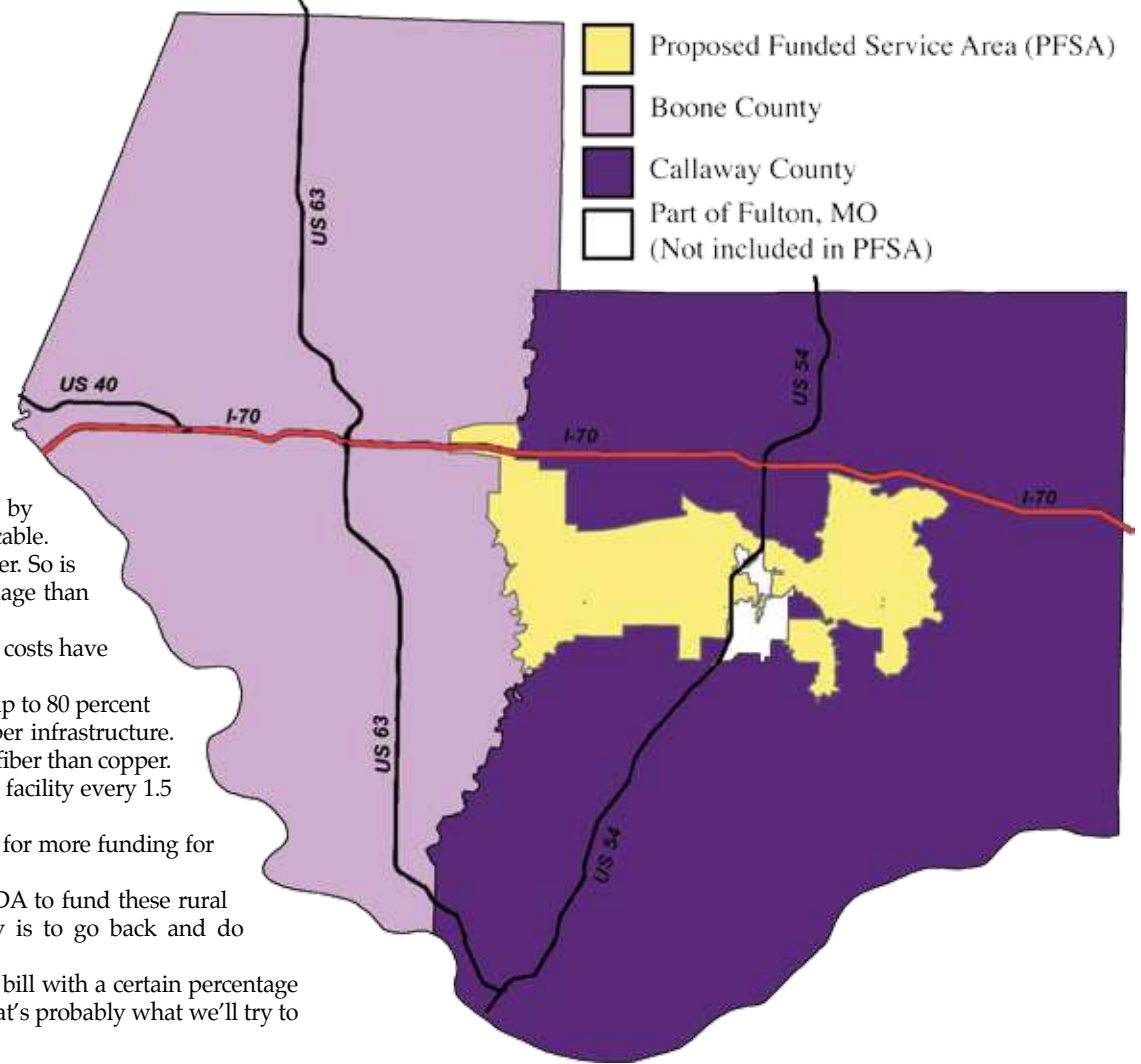 Proposed Funded Service Area (PFSA)
Boone County
Callaway County
Part of Fulton, MO
(Not included in PFSA)
US 63
US 54
US 40
I-70
I-70
I-70
US 63
US 54
by
cable.
er. So is
age than
costs have
up to 80 percent
per infrastructure.
fiber than copper.
facility every 1.5
for more funding for
DA to fund these rural
is to go back and do
bill with a certain percentage
at's probably what we'll try to